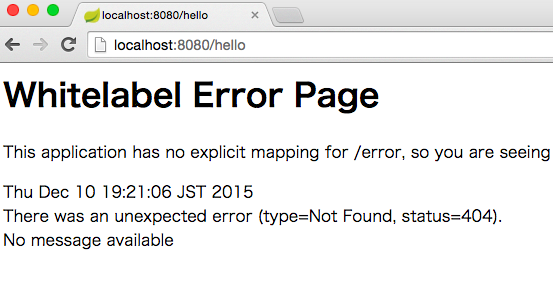 localhost:8080/hello
localhost:8080/hello
Whitelabel Error Page
This application has no explicit mapping for /error, so you are seeing
Thu Dec 10 19:21:06 JST 2015
There was an unexpected error (type=Not Found, status=404).
No message available